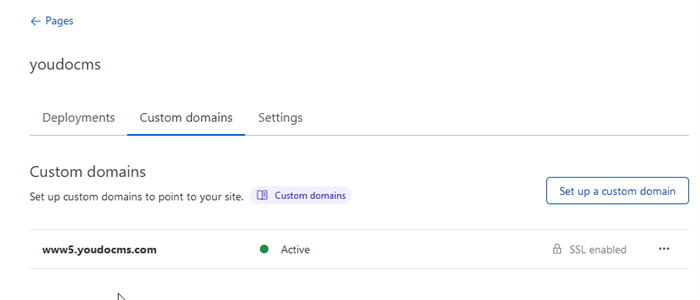 ← Pages
youdocms
Deployments Custom domains Settings
Custom domains
Set up custom domains to point to your site. Custom domains
Set up a custom domain
www5.youdocms.com Active SSL enabled ...